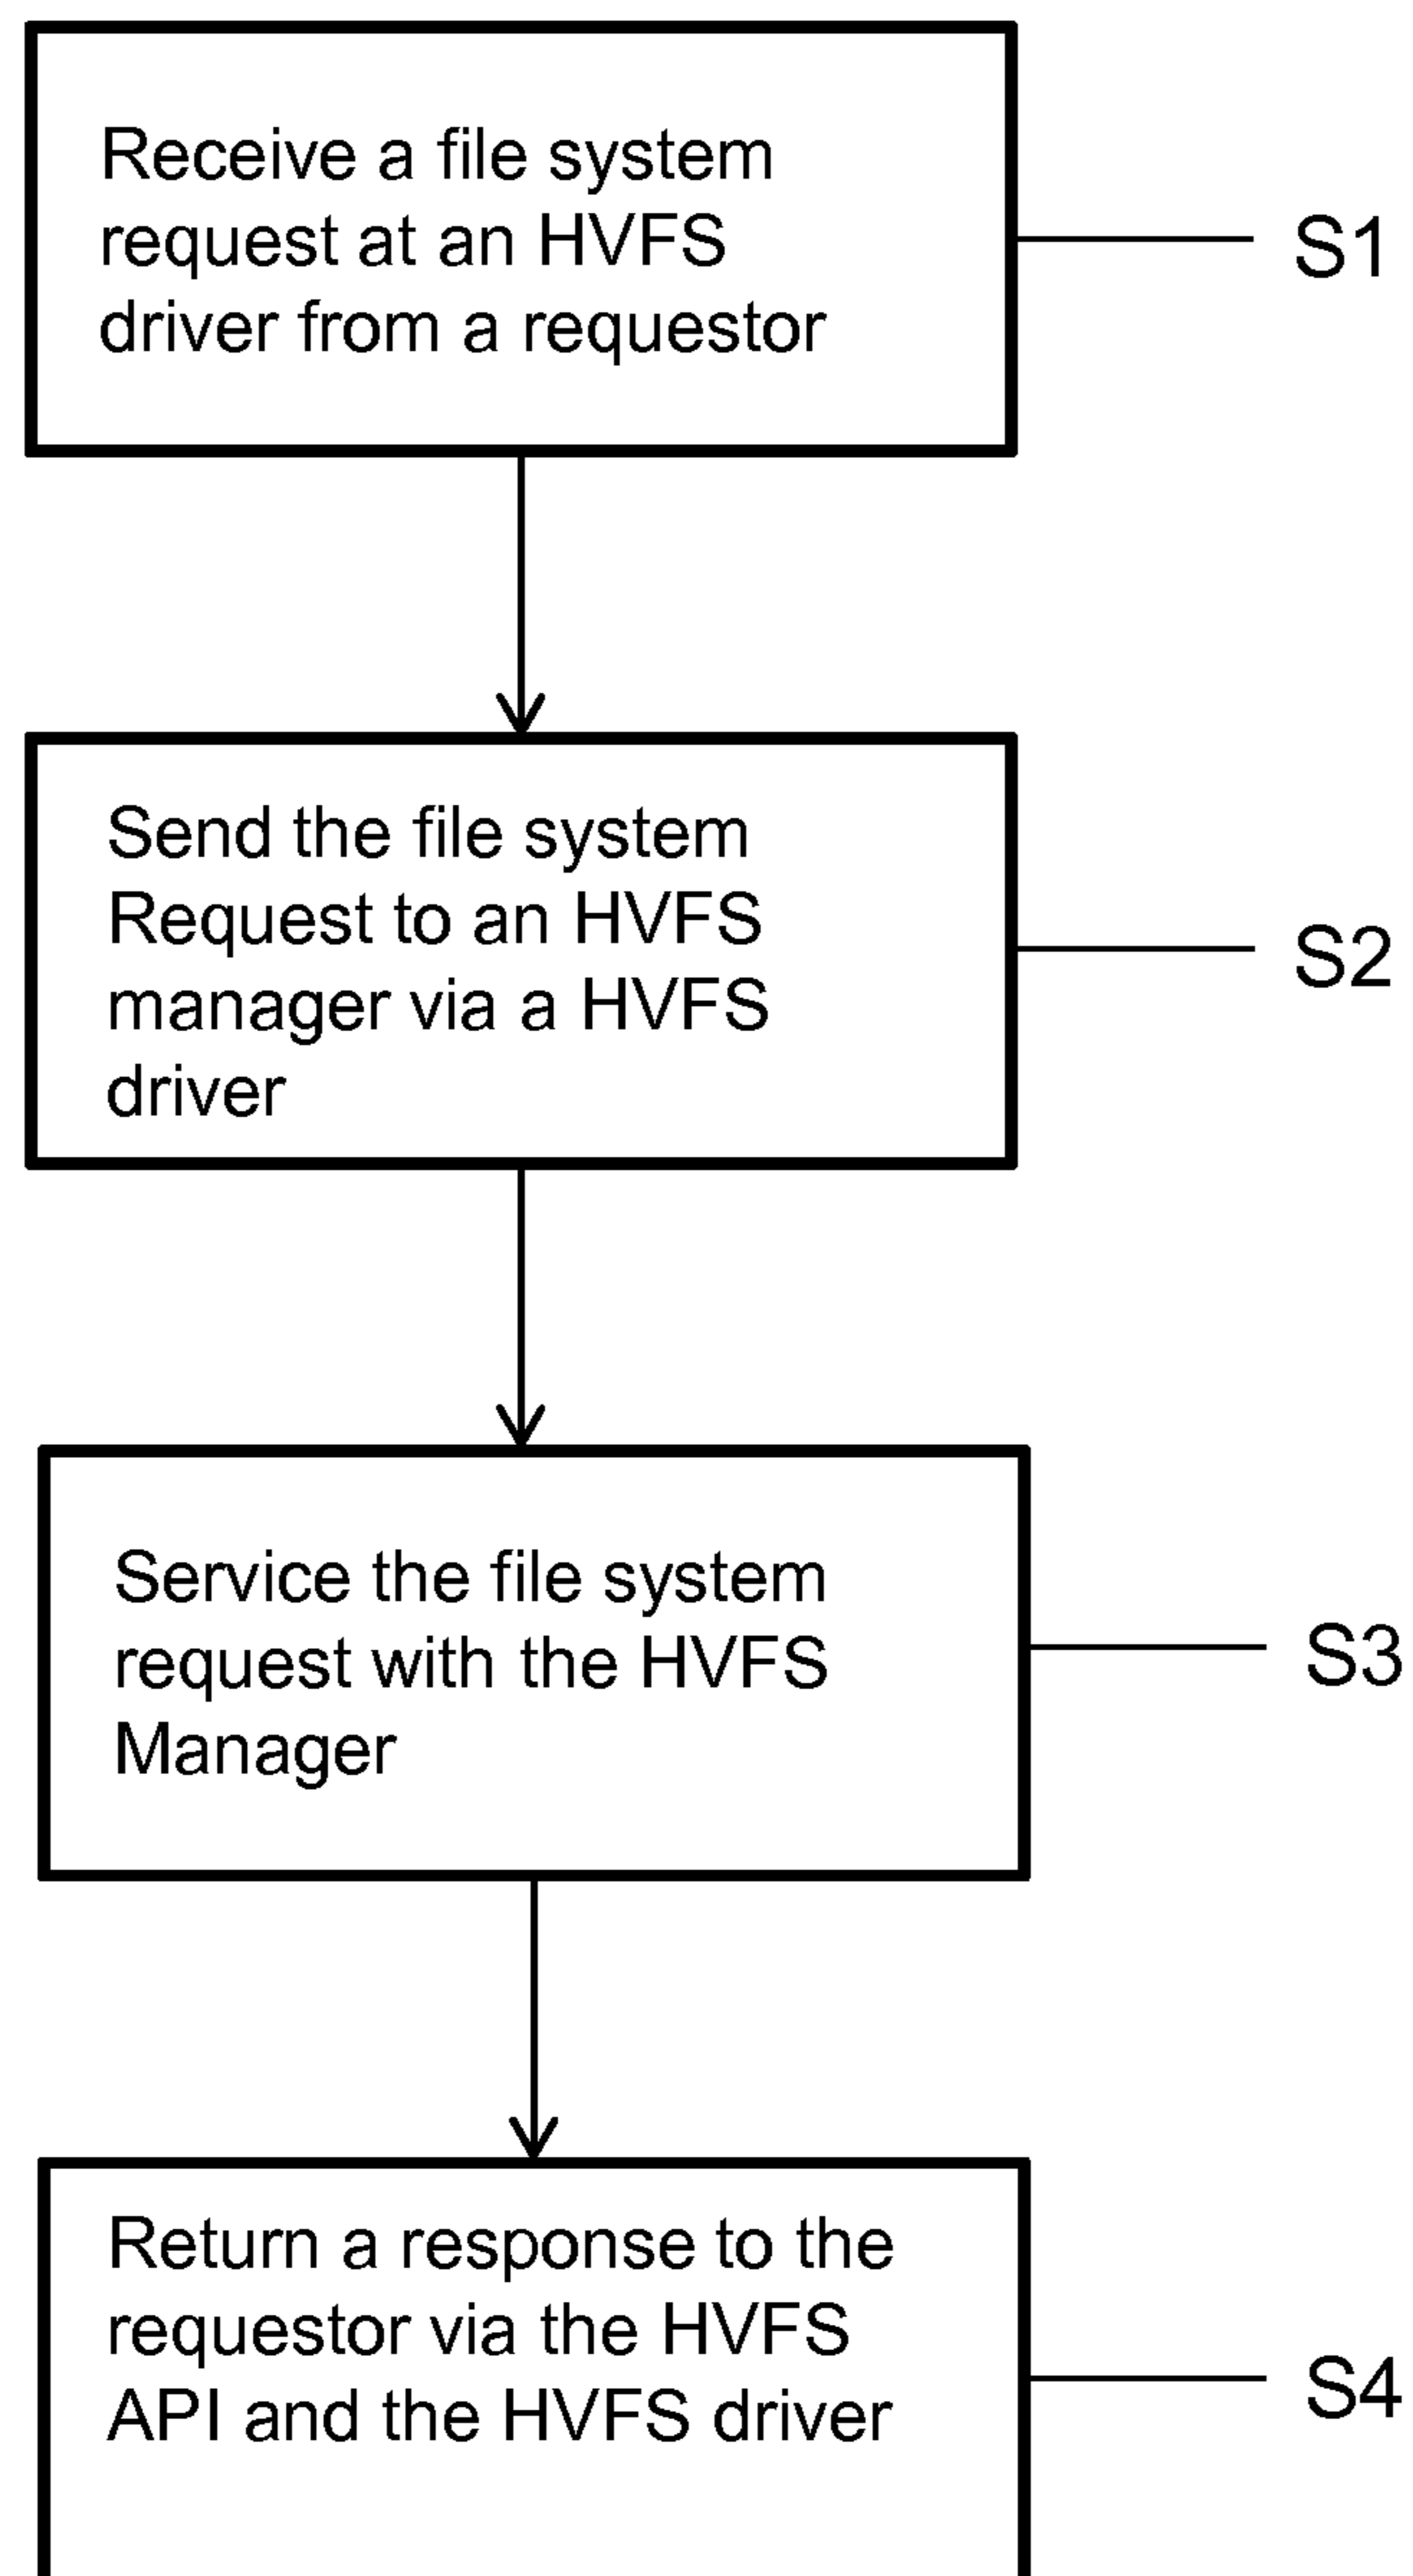 Receive a file system
request at an HVFS
driver from a requestor
S1
Send the file system
Request to an HVFS
manager via a HVFS
driver
S2
Service the file system
request with the HVFS
Manager
S3
Return a response to the
requestor via the HVFS
API and the HVFS driver
S4